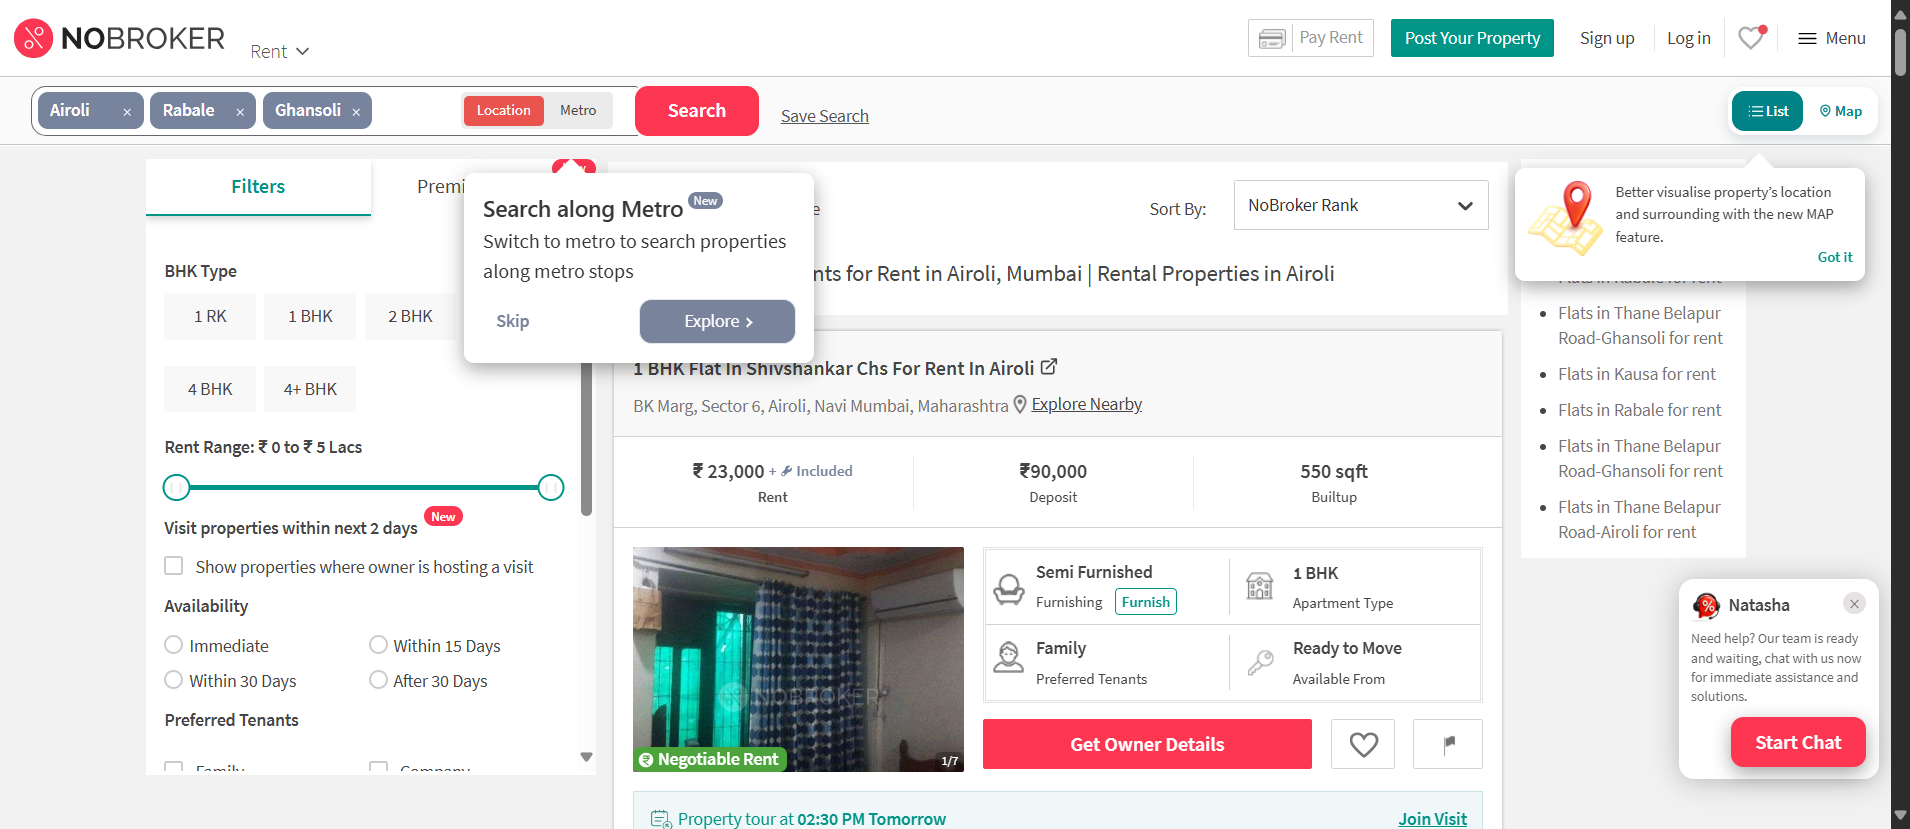 NOBROKER
Rent
Pay Rent
Post Your Property
Sign up
Log in
Menu
Airoli ×
Rabale ×
Ghansoli ×
Location
Metro
Search
Save Search
List
Map
Filters
Premi
Search along Metro New
Switch to metro to search properties
along metro stops
Skip
Explore ›
e
Sort By:
NoBroker Rank
nts for Rent in Airoli, Mumbai | Rental Properties in Airoli
Better visualise property's location
and surrounding with the new MAP
feature.
Got it
BHK Type
1 RK
1 BHK
2 BHK
4 BHK
4+ BHK
Rent Range: ₹ 0 to ₹ 5 Lacs
Visit properties within next 2 days New
Show properties where owner is hosting a visit
Availability
Immediate
Within 15 Days
Within 30 Days
After 30 Days
Preferred Tenants
Family
Company
1 BHK Flat In Shivshankar Chs For Rent In Airoli
BK Marg, Sector 6, Airoli, Navi Mumbai, Maharashtra Explore Nearby
₹ 23,000 + Included
Rent
₹90,000
Deposit
550 sqft
Builtup
NOBROKER
Negotiable Rent
1/7
Semi Furnished
Furnishing Furnish
1 BHK
Apartment Type
Family
Preferred Tenants
Ready to Move
Available From
Get Owner Details
Property tour at 02:30 PM Tomorrow
Join Visit
Flats in Rabale for rent
Flats in Thane Belapur
Road-Ghansoli for rent
Flats in Kausa for rent
Flats in Rabale for rent
Flats in Thane Belapur
Road-Ghansoli for rent
Flats in Thane Belapur
Road-Airoli for rent
Natasha
Need help? Our team is ready
and waiting, chat with us now
for immediate assistance and
solutions.
Start Chat